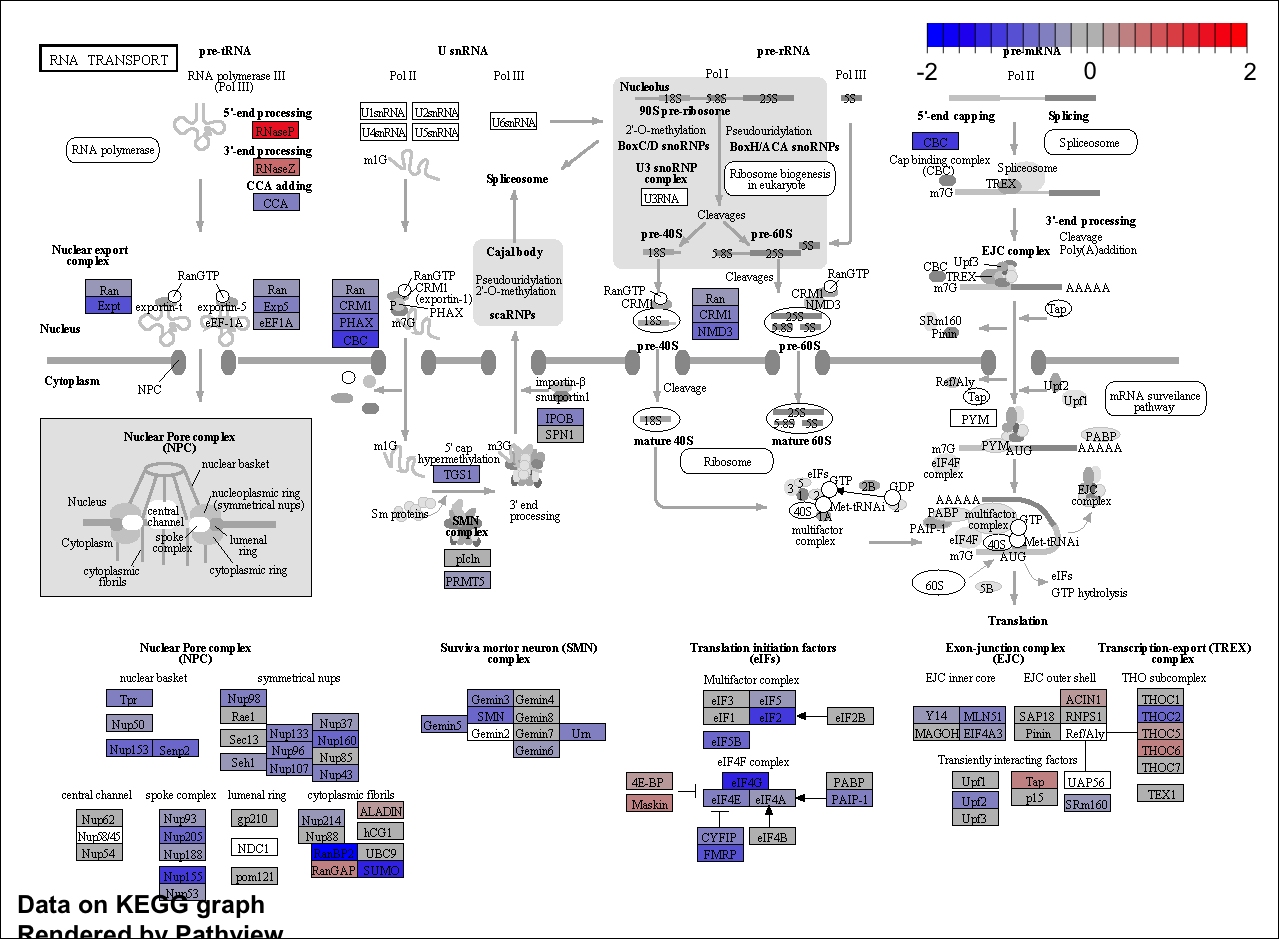 RNA TRANSPORT
pre-tRNA
RNA polymerase III
(Pol III)
5'-end processing
RNaseP
3'-end processing
RNaseZ
CCA adding
CCA
RNA polymerase
U snRNA
Pol II
Pol III
U1snRNA
U2snRNA
U4snRNA
U5snRNA
U6snRNA
m1G
Spliceosome
pre-rRNA
Pol I
Pol III
Nucleolus
18S
5.8S
25S
5S
90S pre-ribosome
2'-O-methylation
Pseudouridylation
BoxC/D snoRNPs
BoxH/ACA snoRNPs
U3 snoRNP
complex
U3RNA
Ribosome biogenesis
in eukaryote
Cleavages
pre-40S
pre-60S
18S
5.8S
25S
5S
-2
0
2
pre-mRNA
Pol II
5'-end capping
Splicing
CBC
Spliceosome
Cap binding complex
(CBC)
Spliceosome
TREX
m7G
3'-end processing
Cleavage
Poly(A)addition
EJC complex
CBC
Upf3
TREX
m7G
AAAAA
Tap
SRm160
Pinin
Nuclear export
complex
Ran
Expt
RanGTP
exportin-t
exportin-5
eEF-1A
Ran
Exp5
eEF1A
Nucleus
Ran
CRM1
PHAX
CBC
RanGTP
CRM1
(exportin-1)
PHAX
m7G
Cajal body
Pseudouridylation
2'-O-methylation
scaRNPs
Cleavages
RanGTP
CRM1
18S
Ran
CRM1
NMD3
RanGTP
CRM1
NMD3
25S
5.8S
5S
pre-40S
pre-60S
Cytoplasm
NPC
importin-β
snurportin1
IPOB
SPN1
m1G
5' cap
hypermethylation
TGS1
m3G
Sm proteins
SMN
complex
3' end
processing
pICln
PRMT5
Cleavage
18S
25S
5.8S
5S
mature 40S
mature 60S
Ribosome
eIFs
3
5
1
2
GTP
2B
GDP
2
40S
1A
Met-tRNAi
multifactor
complex
Ref/Aly
Tap
Upf2
Upf1
mRNA surveilance
pathway
PYM
PYM
AUG
PABP
m7G
AAAAA
eIF4F
complex
EJC
complex
AAAAA
PABP
PAIP-1
multifactor
complex
GTP
eIF4F
40S
Met-tRNAi
m7G
AUG
60S
5B
eIFs
GTP hydrolysis
Translation
Nuclear Pore complex
(NPC)
nuclear basket
Nucleus
nucleoplasmic ring
(symmetrical nups)
central
channel
spoke
complex
lumenal
ring
Cytoplasm
cytoplasmic
fibrils
cytoplasmic ring
Nuclear Pore complex
(NPC)
nuclear basket
symmetrical nups
Tpr
Nup50
Nup153
Senp2
Nup98
Rae1
Sec13
Seh1
Nup133
Nup96
Nup107
Nup37
Nup160
Nup85
Nup43
central channel
spoke complex
lumenal ring
cytoplasmic fibrils
Nup62
Nup58/45
Nup54
Nup93
Nup205
Nup188
Nup155
Nup53
gp210
NDC1
pom121
Nup214
Nup88
RanBP2
RanGAP
ALADIN
hCG1
UBC9
SUMO
Surviva mortor neuron (SMN)
complex
Gemin5
Gemin3
SMN
Gemin2
Gemin4
Gemin8
Gemin7
Gemin6
Urn
Translation initiation factors
(eIFs)
Multifactor complex
eIF3
eIF5
eIF1
eIF2
eIF2B
eIF5B
eIF4F complex
4E-BP
Maskin
eIF4G
eIF4E
eIF4A
PABP
PAIP-1
CYFIP
FMRP
eIF4B
Exon-junction complex
(EJC)
EJC inner core
EJC outer shell
Y14
MLN51
MAGOH
EIF4A3
ACIN1
SAP18
RNPS1
Pinin
Ref/Aly
Transiently interacting factors
Upf1
Upf2
Upf3
Tap
p15
UAP56
SRm160
Transcription-export (TREX)
complex
THO subcomplex
THOC1
THOC2
THOC5
THOC6
THOC7
TEX1
Data on KEGG graph
Rendered by Pathview